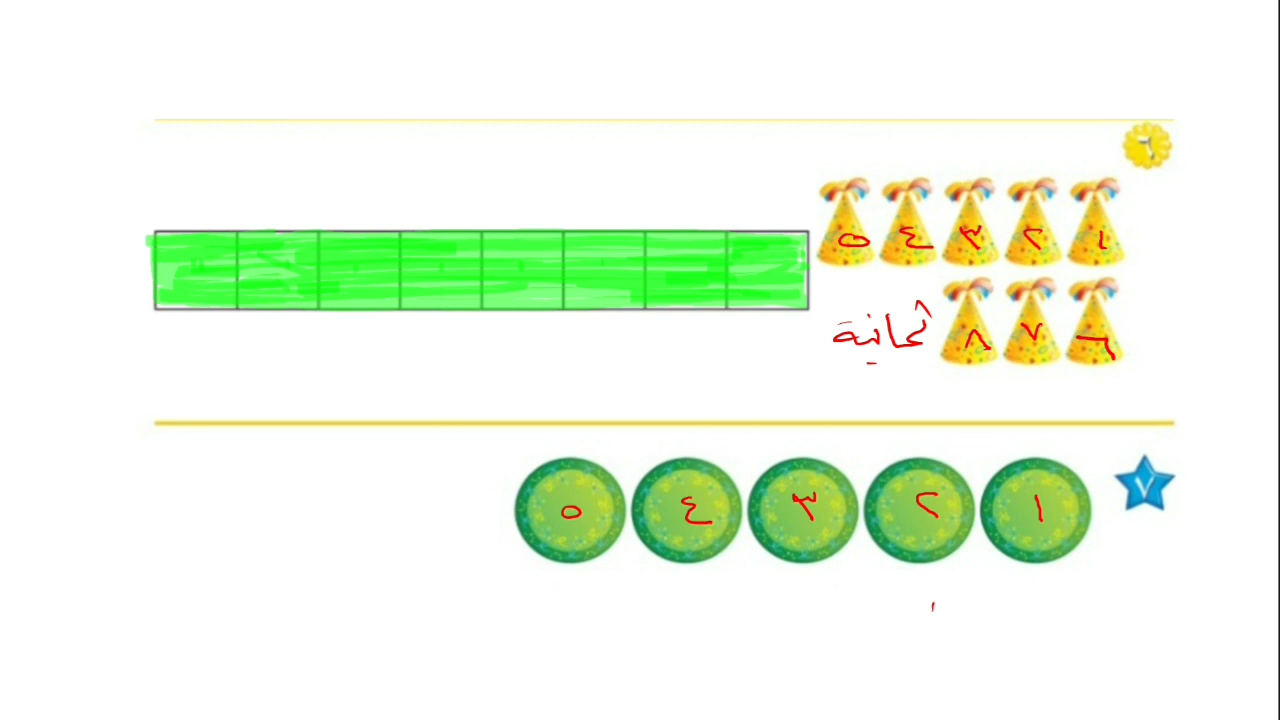 ٦
١ ٢ ٣ ٤ ٥
٦ ٧ ٨ ثمانية
٧
١ ٢ ٣ ٤ ٥